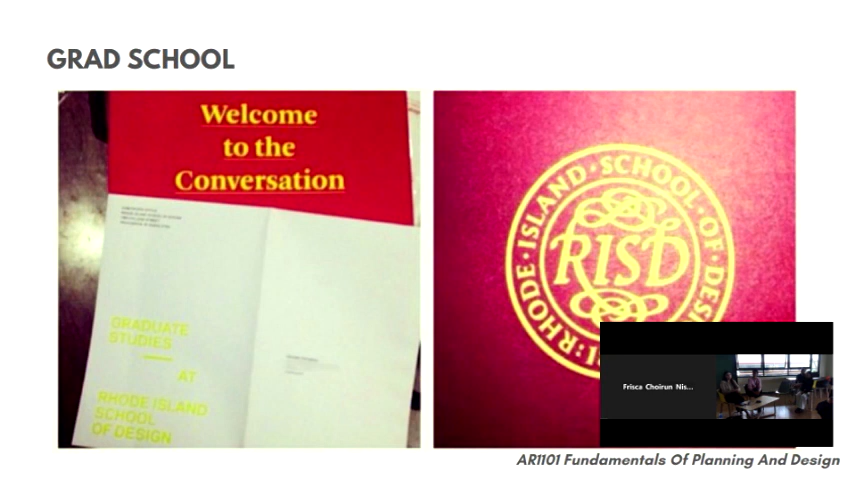 GRAD SCHOOL
Welcome
to the
Conversation
GRADUATE
STUDIES
AT
RHODE ISLAND
SCHOOL
OF DESIGN
RHODE·ISLAND·SCHOOL·OF·DESI
RISD
Frisca Choirun Nis...
AR1101 Fundamentals Of Planning And Design